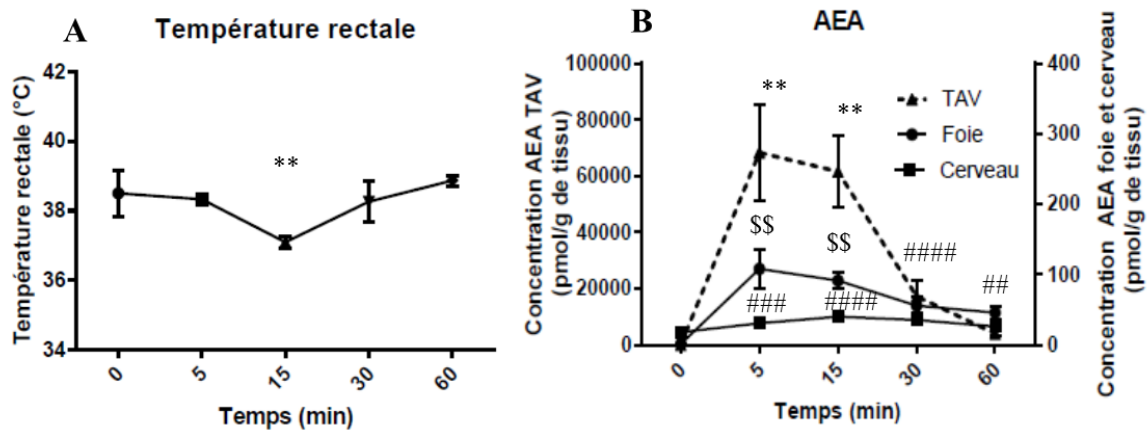 A
Température rectale
Température rectale (°C)
42
40
38
36
34
**
0
5
15
30
60
Temps (min)
B
AEA
Concentration AEA TAV
(pmol/g de tissu)
100000
80000
60000
40000
20000
0
**
**
$$
$$
###
####
####
##
TAV
Foie
Cerveau
400
300
200
100
0
Concentration AEA foie et cerveau
(pmol/g de tissu)
0
5
15
30
60
Temps (min)